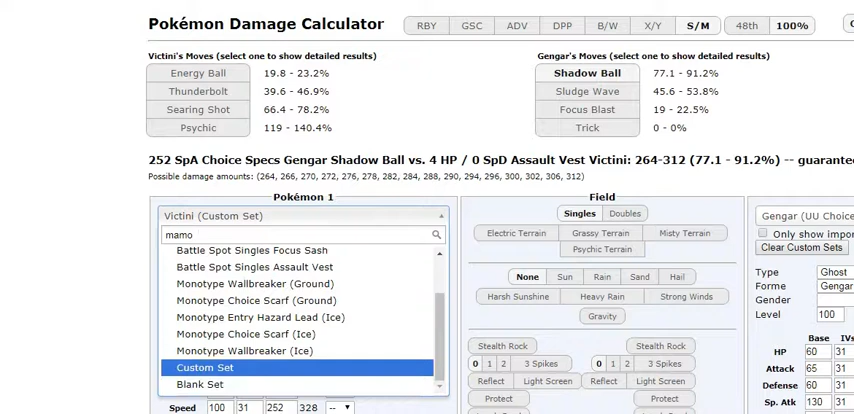 Pokémon Damage Calculator
RBY GSC ADV DPP B/W X/Y S/M 48th 100%
Victini's Moves (select one to show detailed results)
Energy Ball 19.8 - 23.2%
Thunderbolt 39.6 - 46.9%
Searing Shot 66.4 - 78.2%
Psychic 119 - 140.4%
Gengar's Moves (select one to show detailed results)
Shadow Ball 77.1 - 91.2%
Sludge Wave 45.6 - 53.8%
Focus Blast 19 - 22.5%
Trick 0 - 0%
252 SpA Choice Specs Gengar Shadow Ball vs. 4 HP / 0 SpD Assault Vest Victini: 264-312 (77.1 - 91.2%) -- guarante
Possible damage amounts: (264, 266, 270, 272, 276, 278, 282, 284, 288, 290, 294, 296, 300, 302, 306, 312)
Pokémon 1
Victini (Custom Set)
mamo
Battle Spot Singles Focus Sash
Battle Spot Singles Assault Vest
Monotype Wallbreaker (Ground)
Monotype Choice Scarf (Ground)
Monotype Entry Hazard Lead (Ice)
Monotype Choice Scarf (Ice)
Monotype Wallbreaker (Ice)
Custom Set
Blank Set
Speed 100 31 252 328 --
Field
Singles Doubles
Electric Terrain Grassy Terrain Misty Terrain
Psychic Terrain
None Sun Rain Sand Hail
Harsh Sunshine Heavy Rain Strong Winds
Gravity
Stealth Rock Stealth Rock
0 1 2 3 Spikes 0 1 2 3 Spikes
Reflect Light Screen Reflect Light Screen
Protect Protect
Gengar (UU Choice
Only show impor
Clear Custom Sets
Type Ghost
Forme Gengar
Gender
Level 100
Base IVs
HP 60 31
Attack 65 31
Defense 60 31
Sp. Atk 130 31